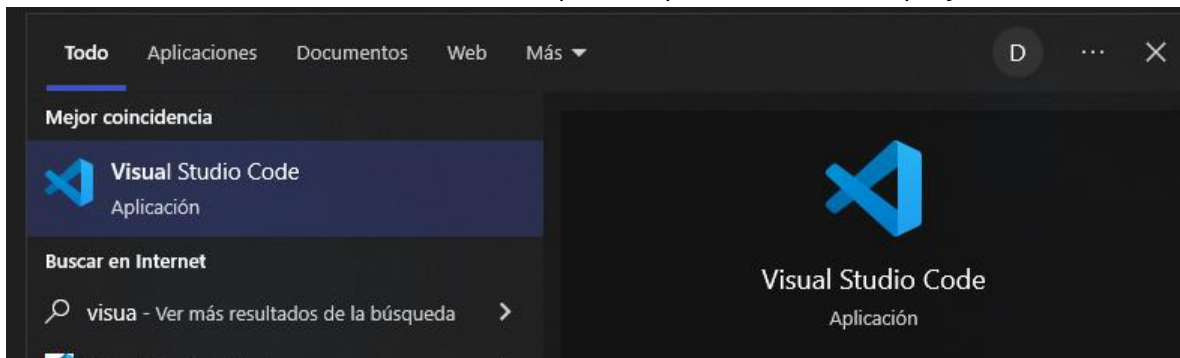 Todo Aplicaciones Documentos Web Más D ...
Mejor coincidencia
Visual Studio Code
Aplicación
Buscar en Internet
visua - Ver más resultados de la búsqueda
Visual Studio Code
Aplicación